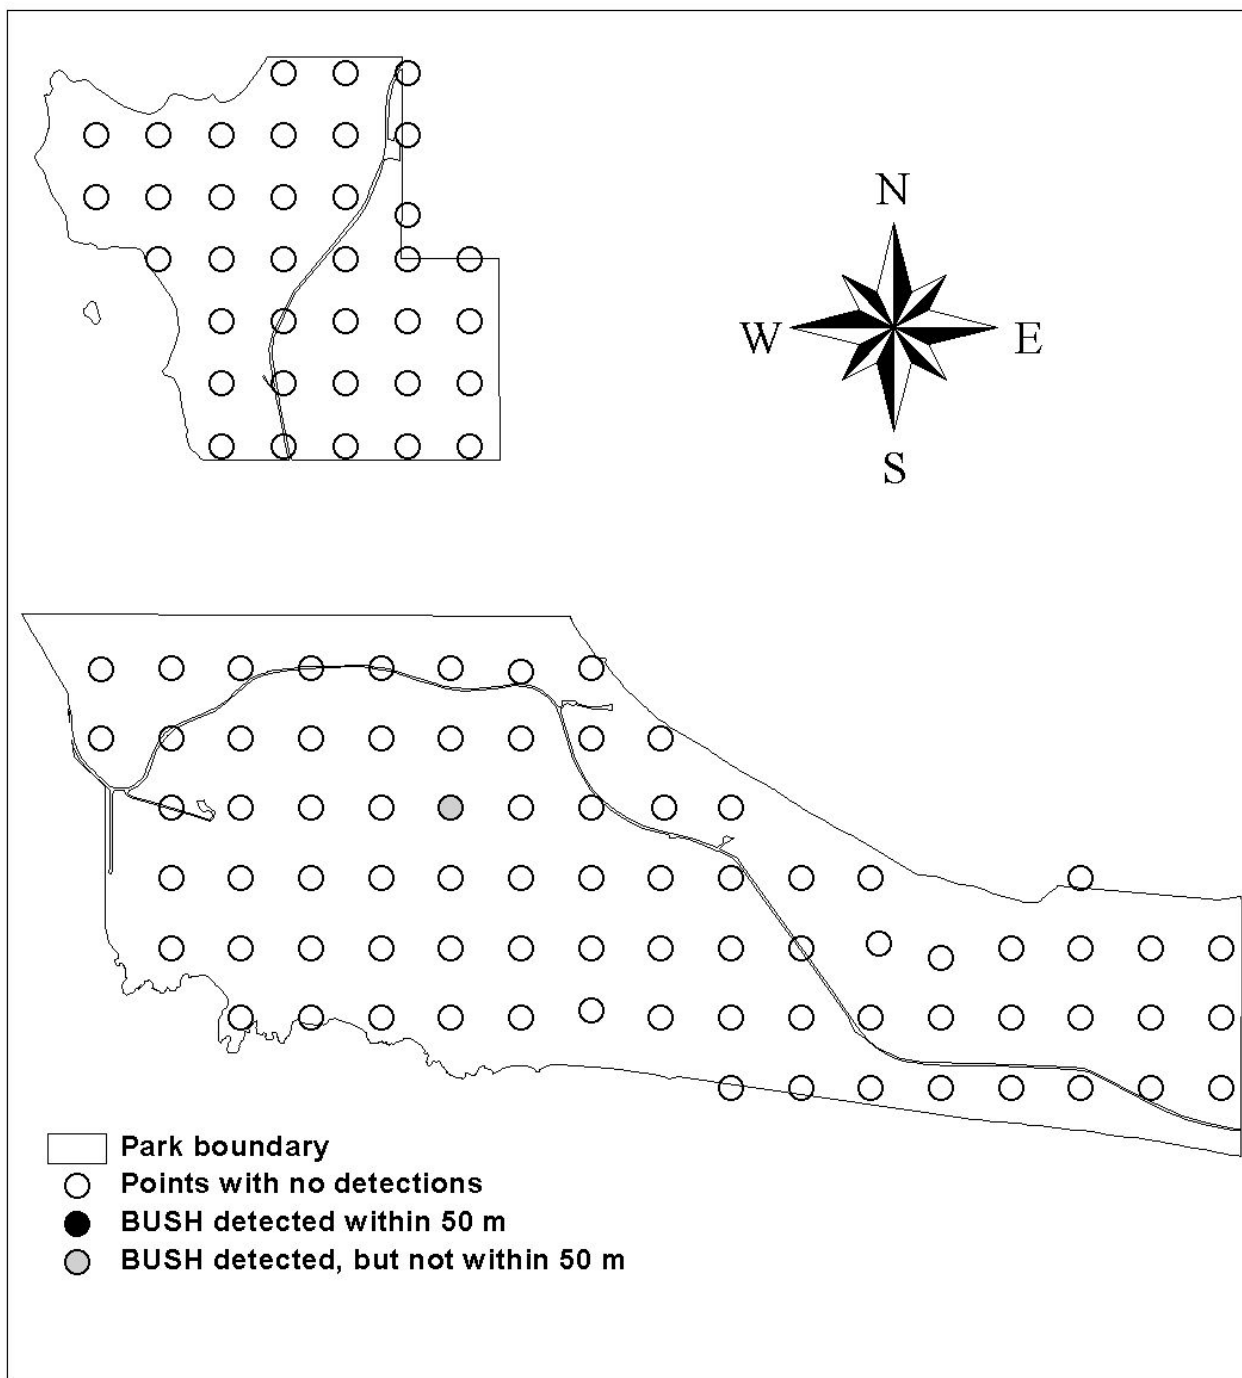 N
W E
S
Park boundary
Points with no detections
BUSH detected within 50 m
BUSH detected, but not within 50 m